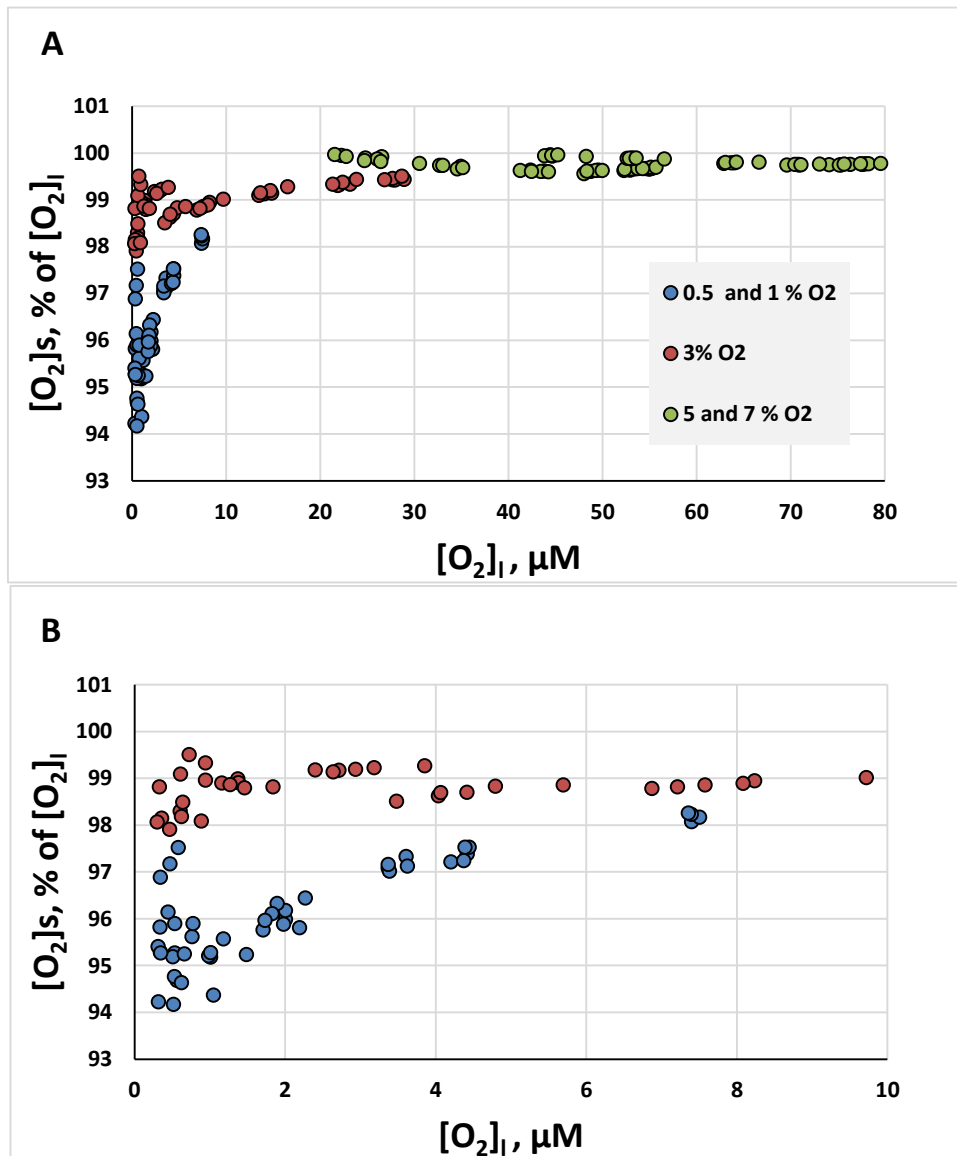 A
101
100
99
98
97
96
95
94
93
0 10 20 30 40 50 60 70 80
[O₂]s, % of [O₂]ₗ
[O₂]ₗ , µM
0.5 and 1 % O2
3% O2
5 and 7 % O2
B
101
100
99
98
97
96
95
94
93
0 2 4 6 8 10
[O₂]s, % of [O₂]ₗ
[O₂]ₗ , µM